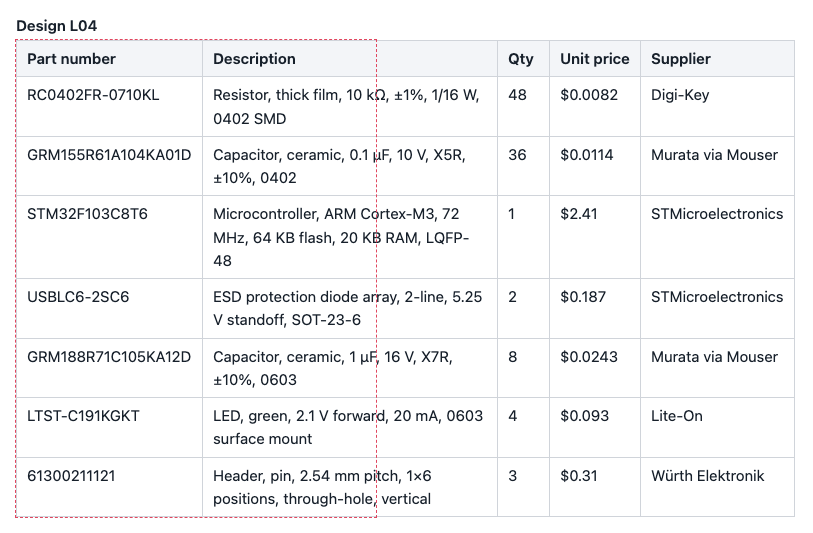 Design L04
Part number Description Qty Unit price Supplier
RC0402FR-0710KL Resistor, thick film, 10 kΩ, ±1%, 1/16 W, 48 $0.0082 Digi-Key
0402 SMD
GRM155R61A104KA01D Capacitor, ceramic, 0.1 µF, 10 V, X5R, 36 $0.0114 Murata via Mouser
±10%, 0402
STM32F103C8T6 Microcontroller, ARM Cortex-M3, 72 1 $2.41 STMicroelectronics
MHz, 64 KB flash, 20 KB RAM, LQFP-
48
USBLC6-2SC6 ESD protection diode array, 2-line, 5.25 2 $0.187 STMicroelectronics
V standoff, SOT-23-6
GRM188R71C105KA12D Capacitor, ceramic, 1 µF, 16 V, X7R, 8 $0.0243 Murata via Mouser
±10%, 0603
LTST-C191KGKT LED, green, 2.1 V forward, 20 mA, 0603 4 $0.093 Lite-On
surface mount
61300211121 Header, pin, 2.54 mm pitch, 1×6 3 $0.31 Würth Elektronik
positions, through-hole, vertical